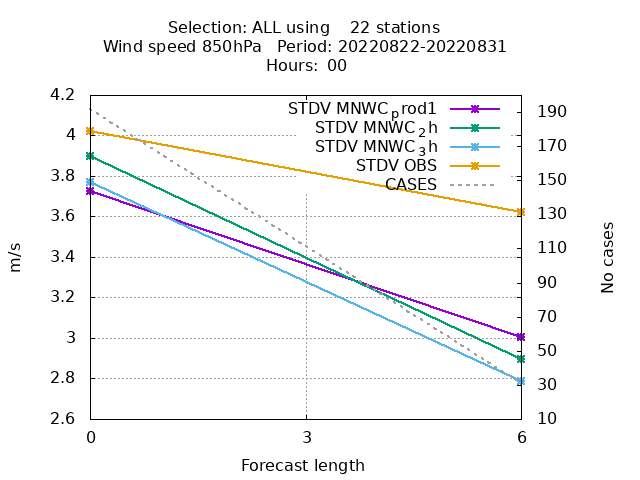 Selection: ALL using    22 stations
Wind speed 850hPa   Period: 20220822-20220831
Hours: 00
STDV MNWC_prod1
STDV MNWC_2h
STDV MNWC_3h
STDV OBS
CASES
4.2
4
3.8
3.6
3.4
3.2
3
2.8
2.6
190
170
150
130
110
90
70
50
30
10
0
3
6
m/s
No cases
Forecast length